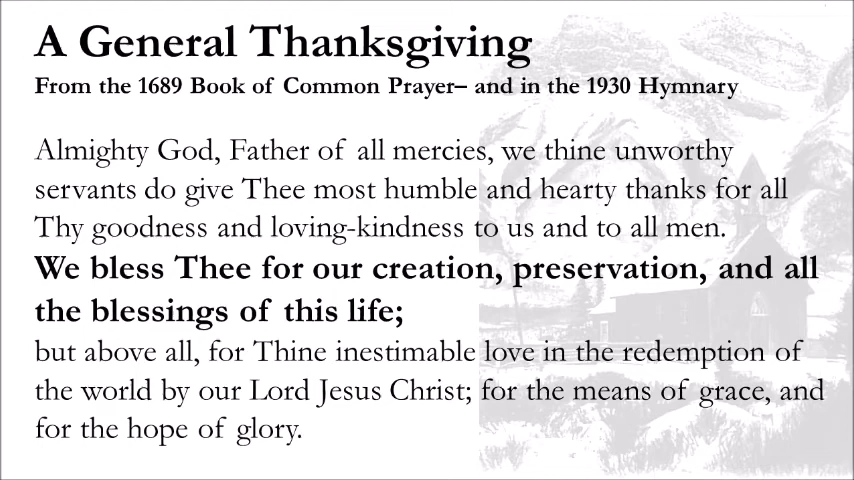 A General Thanksgiving
From the 1689 Book of Common Prayer– and in the 1930 Hymnary
Almighty God, Father of all mercies, we thine unworthy
servants do give Thee most humble and hearty thanks for all
Thy goodness and loving-kindness to us and to all men.
We bless Thee for our creation, preservation, and all
the blessings of this life;
but above all, for Thine inestimable love in the redemption of
the world by our Lord Jesus Christ; for the means of grace, and
for the hope of glory.